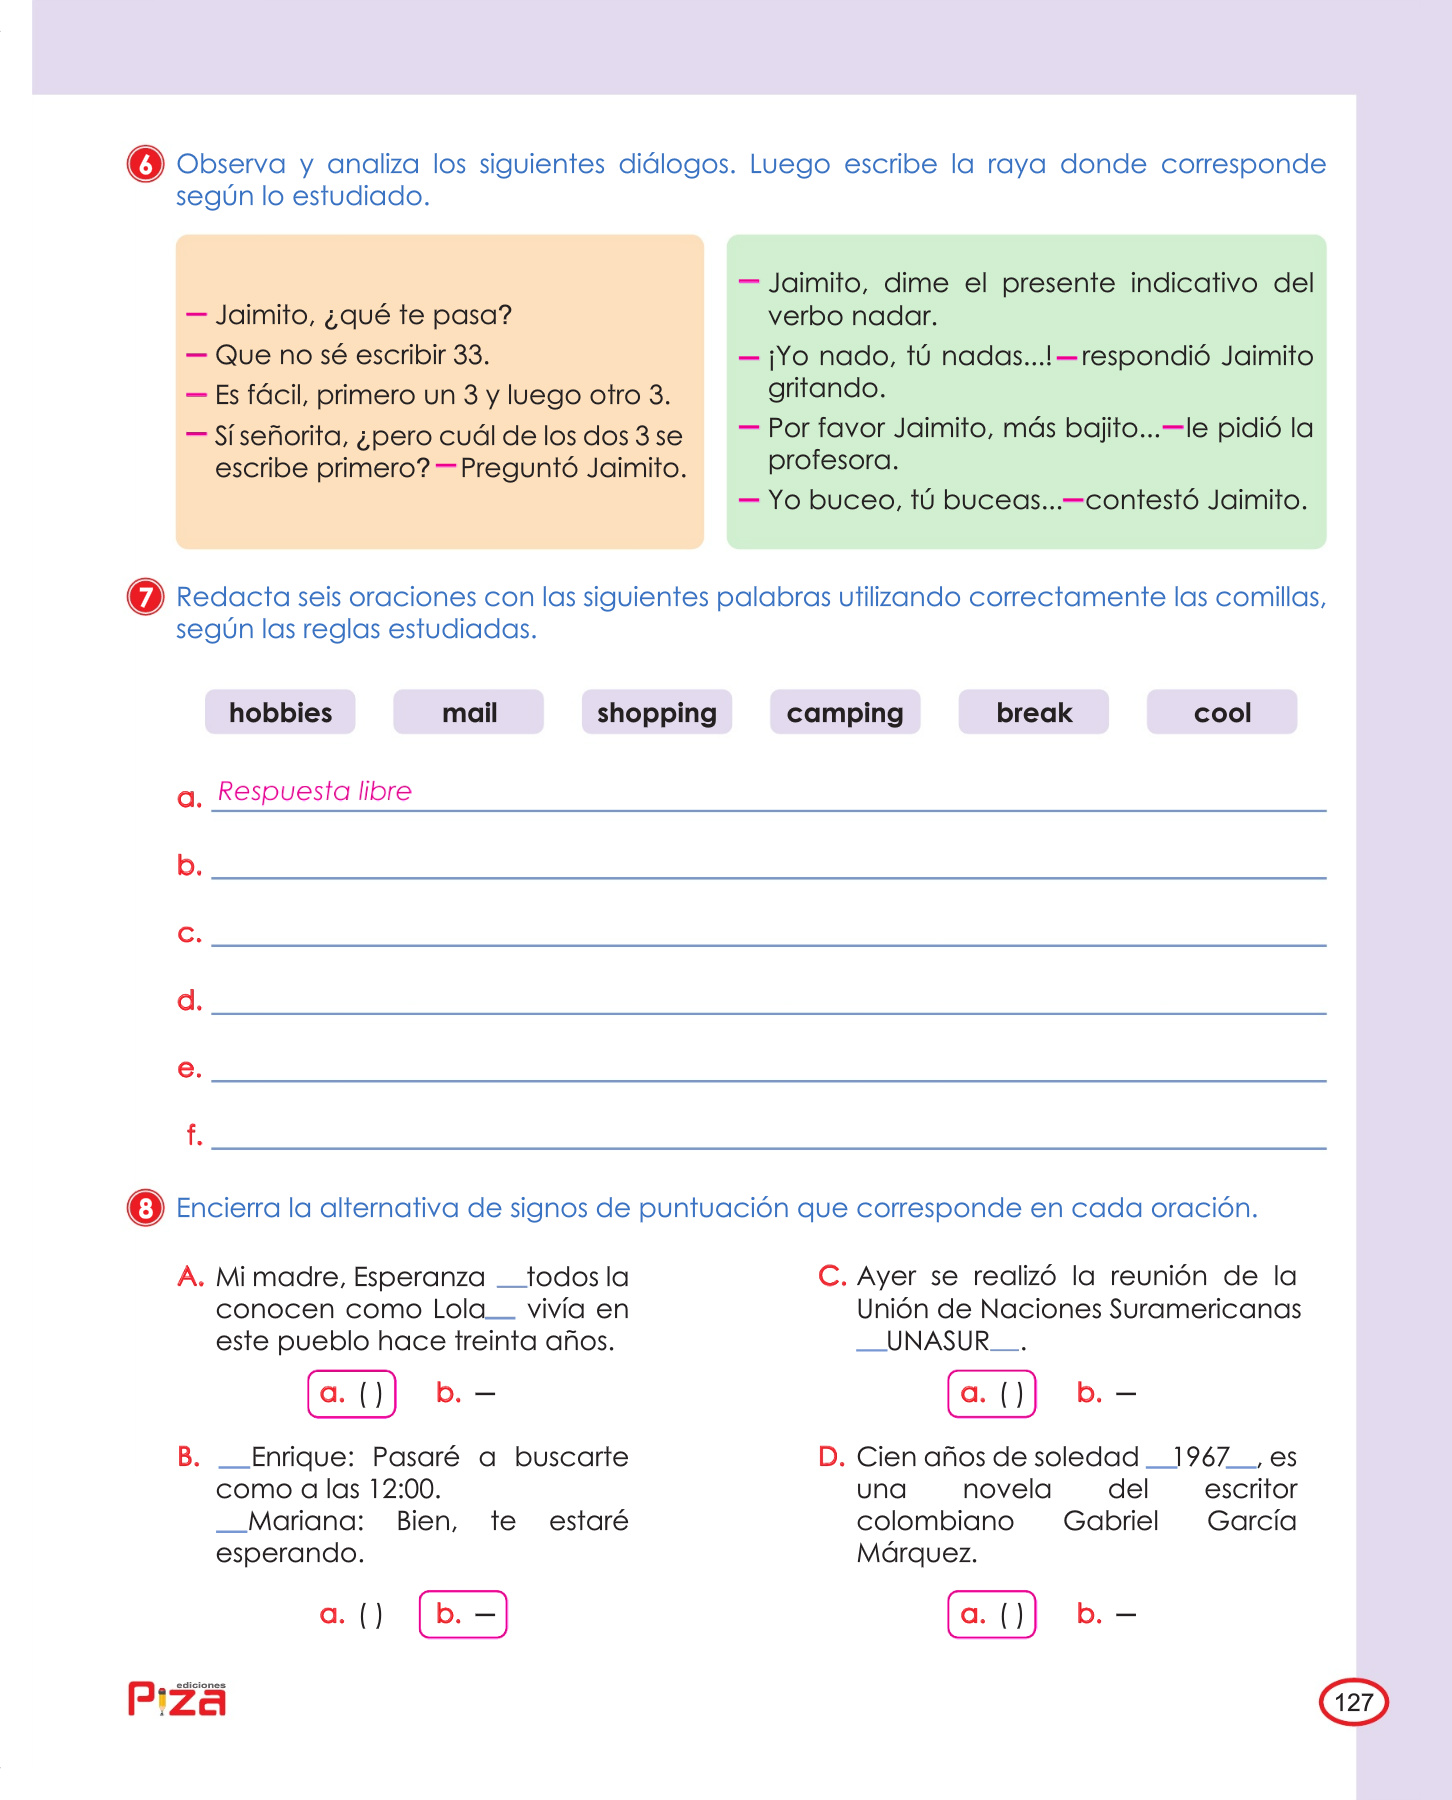 6 Observa y analiza los siguientes diálogos. Luego escribe la raya donde corresponde
según lo estudiado.
— Jaimito, ¿qué te pasa?
— Que no sé escribir 33.
— Es fácil, primero un 3 y luego otro 3.
— Sí señorita, ¿pero cuál de los dos 3 se
escribe primero? — Preguntó Jaimito.
— Jaimito, dime el presente indicativo del
verbo nadar.
— ¡Yo nado, tú nadas...!—respondió Jaimito
gritando.
— Por favor Jaimito, más bajito...—le pidió la
profesora.
— Yo buceo, tú buceas...—contestó Jaimito.
7 Redacta seis oraciones con las siguientes palabras utilizando correctamente las comillas,
según las reglas estudiadas.
hobbies mail shopping camping break cool
a. Respuesta libre
b.
c.
d.
e.
f.
8 Encierra la alternativa de signos de puntuación que corresponde en cada oración.
A. Mi madre, Esperanza __todos la
conocen como Lola__ vivía en
este pueblo hace treinta años.
a. ( ) b. —
B. __Enrique: Pasaré a buscarte
como a las 12:00.
__Mariana: Bien, te estaré
esperando.
a. ( ) b. —
C. Ayer se realizó la reunión de la
Unión de Naciones Suramericanas
__UNASUR__.
a. ( ) b. —
D. Cien años de soledad __1967__, es
una novela del escritor
colombiano Gabriel García
Márquez.
a. ( ) b. —
ediciones
Piza
127